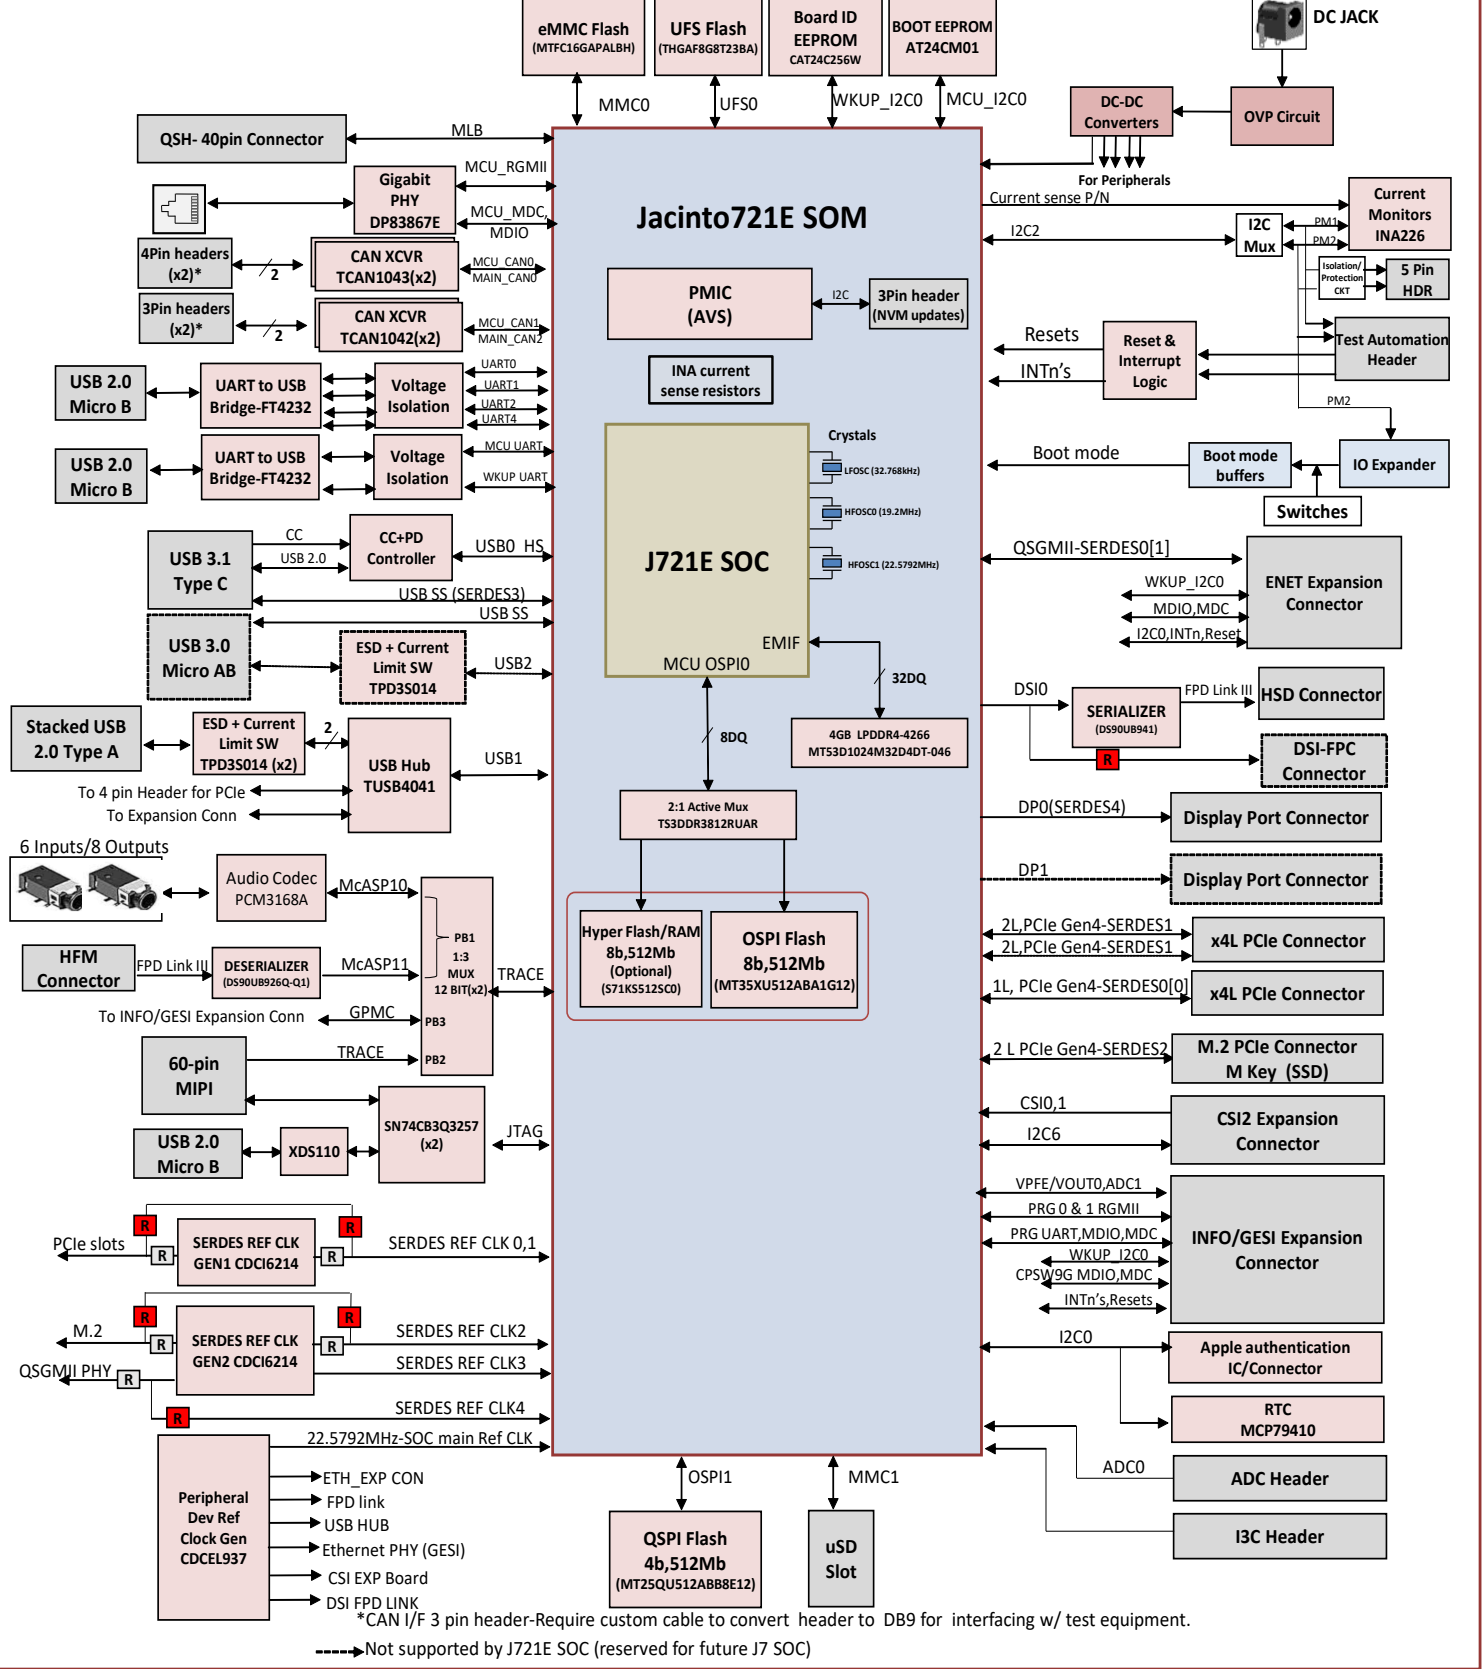 eMMC Flash
(MTFC16GAPALBH)
UFS Flash
(THGAF8G8T23BA)
Board ID
EEPROM
CAT24C256W
BOOT EEPROM
AT24CM01
DC JACK
MMC0
UFS0
WKUP_I2C0
MCU_I2C0
DC-DC
Converters
OVP Circuit
For Peripherals
QSH- 40pin Connector
MLB
Gigabit
PHY
DP83867E
MCU_RGMII
MCU_MDC,
MDIO
4Pin headers
(x2)*
2
CAN XCVR
TCAN1043(x2)
MCU_CAN0
MAIN_CAN0
3Pin headers
(x2)*
2
CAN XCVR
TCAN1042(x2)
MCU_CAN1
MAIN_CAN2
USB 2.0
Micro B
UART to USB
Bridge-FT4232
Voltage
Isolation
UART0
UART1
UART2
UART4
USB 2.0
Micro B
UART to USB
Bridge-FT4232
Voltage
Isolation
MCU UART
WKUP UART
USB 3.1
Type C
CC
USB 2.0
CC+PD
Controller
USB0 HS
USB SS (SERDES3)
USB SS
USB 3.0
Micro AB
ESD + Current
Limit SW
TPD3S014
USB2
Stacked USB
2.0 Type A
ESD + Current
Limit SW
TPD3S014 (x2)
2
USB Hub
TUSB4041
USB1
To 4 pin Header for PCIe
To Expansion Conn
6 Inputs/8 Outputs
Audio Codec
PCM3168A
McASP10
HFM
Connector
FPD Link III
DESERIALIZER
(DS90UB926Q-Q1)
McASP11
PB1
1:3
MUX
12 BIT(x2)
PB3
PB2
TRACE
To INFO/GESI Expansion Conn
GPMC
60-pin
MIPI
TRACE
SN74CB3Q3257
(x2)
JTAG
USB 2.0
Micro B
XDS110
R
R
PCIe slots
R
SERDES REF CLK
GEN1 CDCI6214
R
SERDES REF CLK 0,1
R
R
M.2
R
SERDES REF CLK
GEN2 CDCI6214
R
SERDES REF CLK2
QSGMII PHY
R
SERDES REF CLK3
R
SERDES REF CLK4
Peripheral
Dev Ref
Clock Gen
CDCEL937
22.5792MHz-SOC main Ref CLK
ETH_EXP CON
FPD link
USB HUB
Ethernet PHY (GESI)
CSI EXP Board
DSI FPD LINK
Jacinto721E SOM
PMIC
(AVS)
I2C
3Pin header
(NVM updates)
INA current
sense resistors
J721E SOC
Crystals
LFOSC (32.768kHz)
HFOSC0 (19.2MHz)
HFOSC1 (22.5792MHz)
EMIF
MCU OSPI0
32DQ
8DQ
4GB LPDDR4-4266
MT53D1024M32D4DT-046
2:1 Active Mux
TS3DDR3812RUAR
Hyper Flash/RAM
8b,512Mb
(Optional)
(S71KS512SC0)
OSPI Flash
8b,512Mb
(MT35XU512ABA1G12)
OSPI1
QSPI Flash
4b,512Mb
(MT25QU512ABB8E12)
MMC1
uSD
Slot
Current sense P/N
Current
Monitors
INA226
I2C2
I2C
Mux
PM1
PM2
Isolation/
Protection
CKT
5 Pin
HDR
Resets
INTn's
Reset &
Interrupt
Logic
Test Automation
Header
PM2
Boot mode
Boot mode
buffers
IO Expander
Switches
QSGMII-SERDES0[1]
WKUP_I2C0
MDIO,MDC
I2C0,INTn,Reset
ENET Expansion
Connector
DSI0
SERIALIZER
(DS90UB941)
FPD Link III
HSD Connector
R
DSI-FPC
Connector
DP0(SERDES4)
Display Port Connector
DP1
Display Port Connector
2L,PCIe Gen4-SERDES1
2L,PCIe Gen4-SERDES1
x4L PCIe Connector
1L, PCIe Gen4-SERDES0[0]
x4L PCIe Connector
2 L PCIe Gen4-SERDES2
M.2 PCIe Connector
M Key (SSD)
CSI0,1
I2C6
CSI2 Expansion
Connector
VPFE/VOUT0,ADC1
PRG 0 & 1 RGMII
PRG UART,MDIO,MDC
WKUP_I2C0
CPSW9G MDIO,MDC
INTn's,Resets
INFO/GESI Expansion
Connector
I2C0
Apple authentication
IC/Connector
RTC
MCP79410
ADC0
ADC Header
I3C Header
*CAN I/F 3 pin header-Require custom cable to convert header to DB9 for interfacing w/ test equipment.
Not supported by J721E SOC (reserved for future J7 SOC)